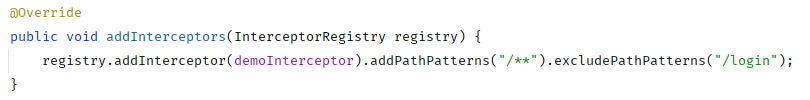 @Override
public void addInterceptors(InterceptorRegistry registry) {
    registry.addInterceptor(demoInterceptor).addPathPatterns("/**").excludePathPatterns("/login");
}